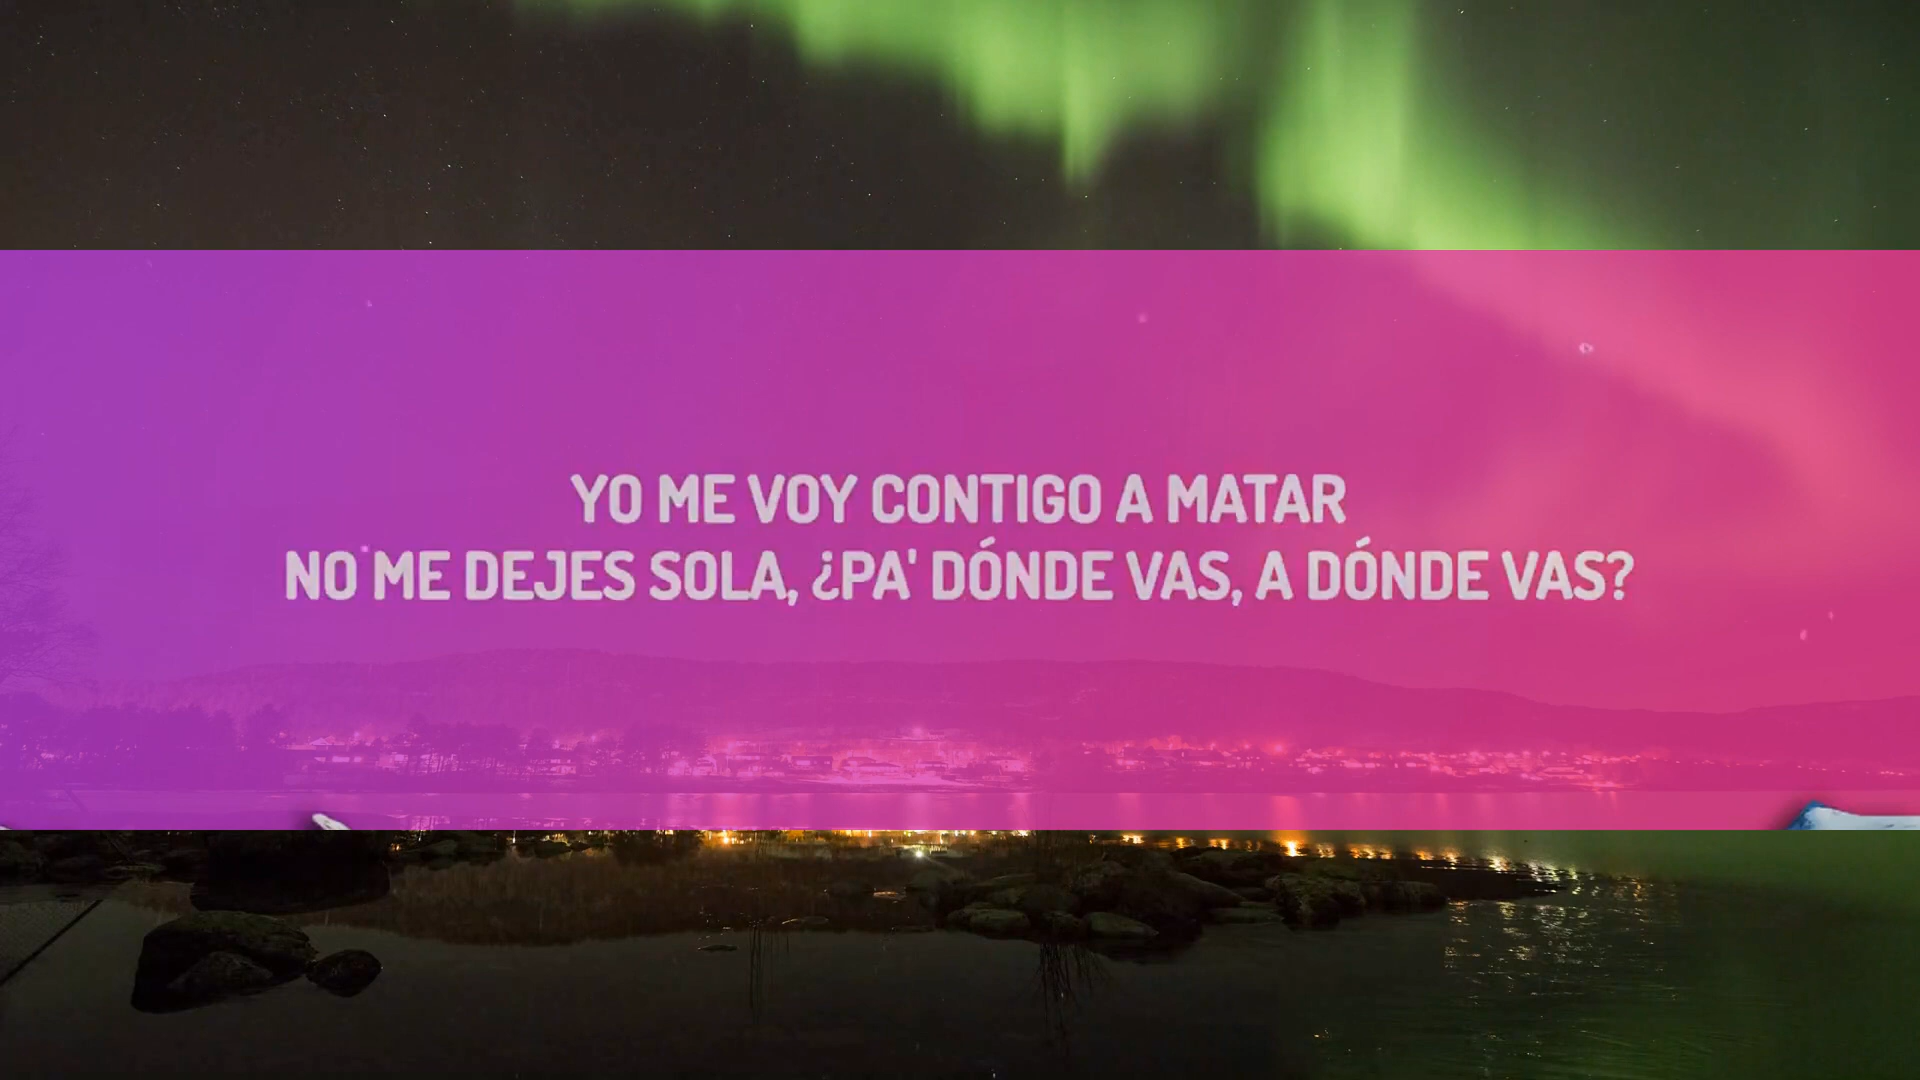 YO ME VOY CONTIGO A MATAR
NO ME DEJES SOLA, ¿PA' DÓNDE VAS, A DÓNDE VAS?